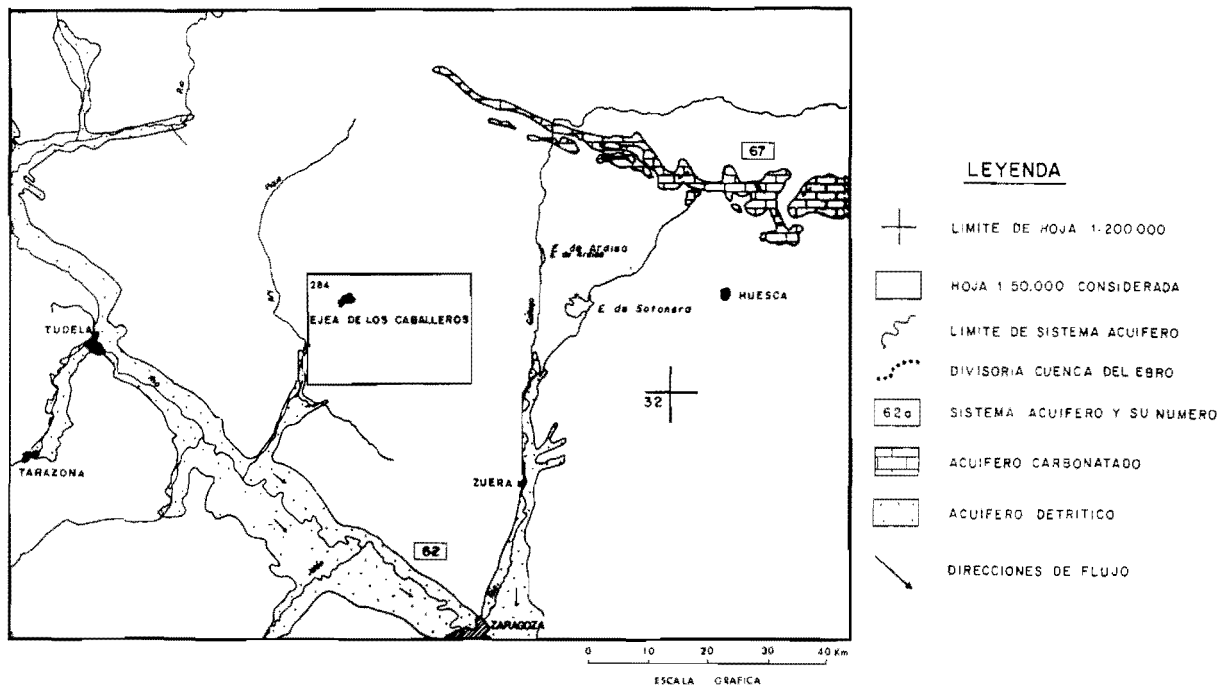 67
E de Ardisa
E de Ardisa
284
EJEA DE LOS CABALLEROS
E de Sotonera
HUESCA
TUDELA
32
TARAZONA
ZUERA
62
ZARAGOZA
0 10 20 30 40 Km
ESCALA GRAFICA
LEYENDA
LIMITE DE HOJA 1-200 000
HOJA 1 50.000 CONSIDERADA
LIMITE DE SISTEMA ACUIFERO
DIVISORIA CUENCA DEL EBRO
62a SISTEMA ACUIFERO Y SU NUMERO
ACUIFERO CARBONATADO
ACUIFERO DETRITICO
DIRECCIONES DE FLUJO